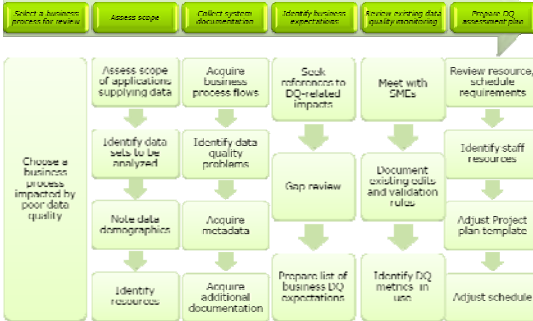 Select a business
process for review
Assess scope
Collect system
documentation
Identify business
expectations
Review existing data
quality monitoring
Prepare DQ
assessment plan
Choose a
business
process
impacted by
poor data
quality
Assess scope
of applications
supplying data
Identify data
sets to be
analyzed
Note data
demographics
Identify
resources
Acquire
business
process flows
Identify data
quality
problems
Acquire
metadata
Acquire
additional
documentation
Seek
references to
DQ-related
impacts
Gap review
Prepare list of
business DQ
expectations
Meet with
SMEs
Document
existing edits
and validation
rules
Identify DQ
metrics in
use
Review resource,
schedule
requirements
Identify staff
resources
Adjust Project
plan template
Adjust schedule